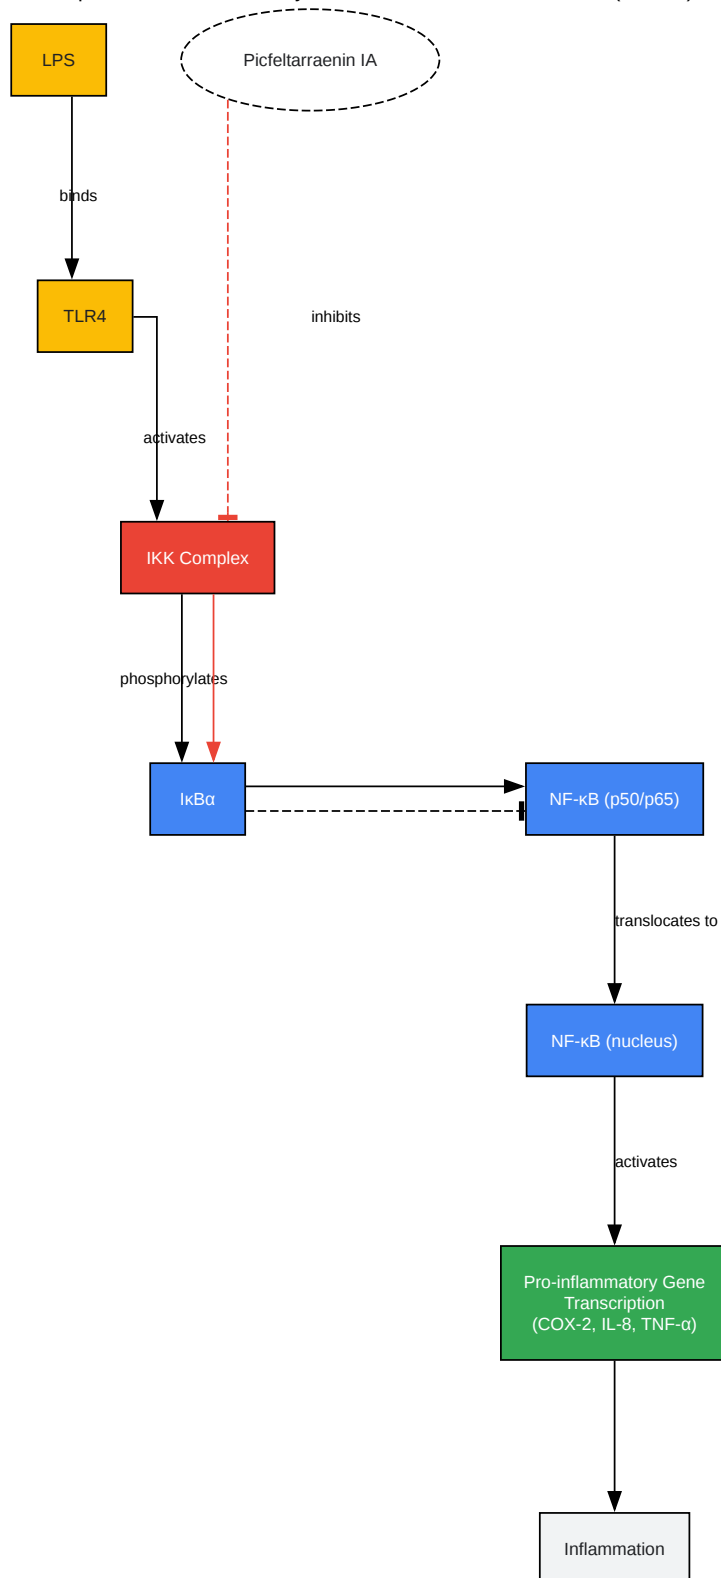 LPS
Picfeltarraenin IA
binds
TLR4
inhibits
activates
IKK Complex
phosphorylates
IκBα
NF-κB (p50/p65)
translocates to
NF-κB (nucleus)
activates
Pro-inflammatory Gene
Transcription
(COX-2, IL-8, TNF-α)
Inflammation